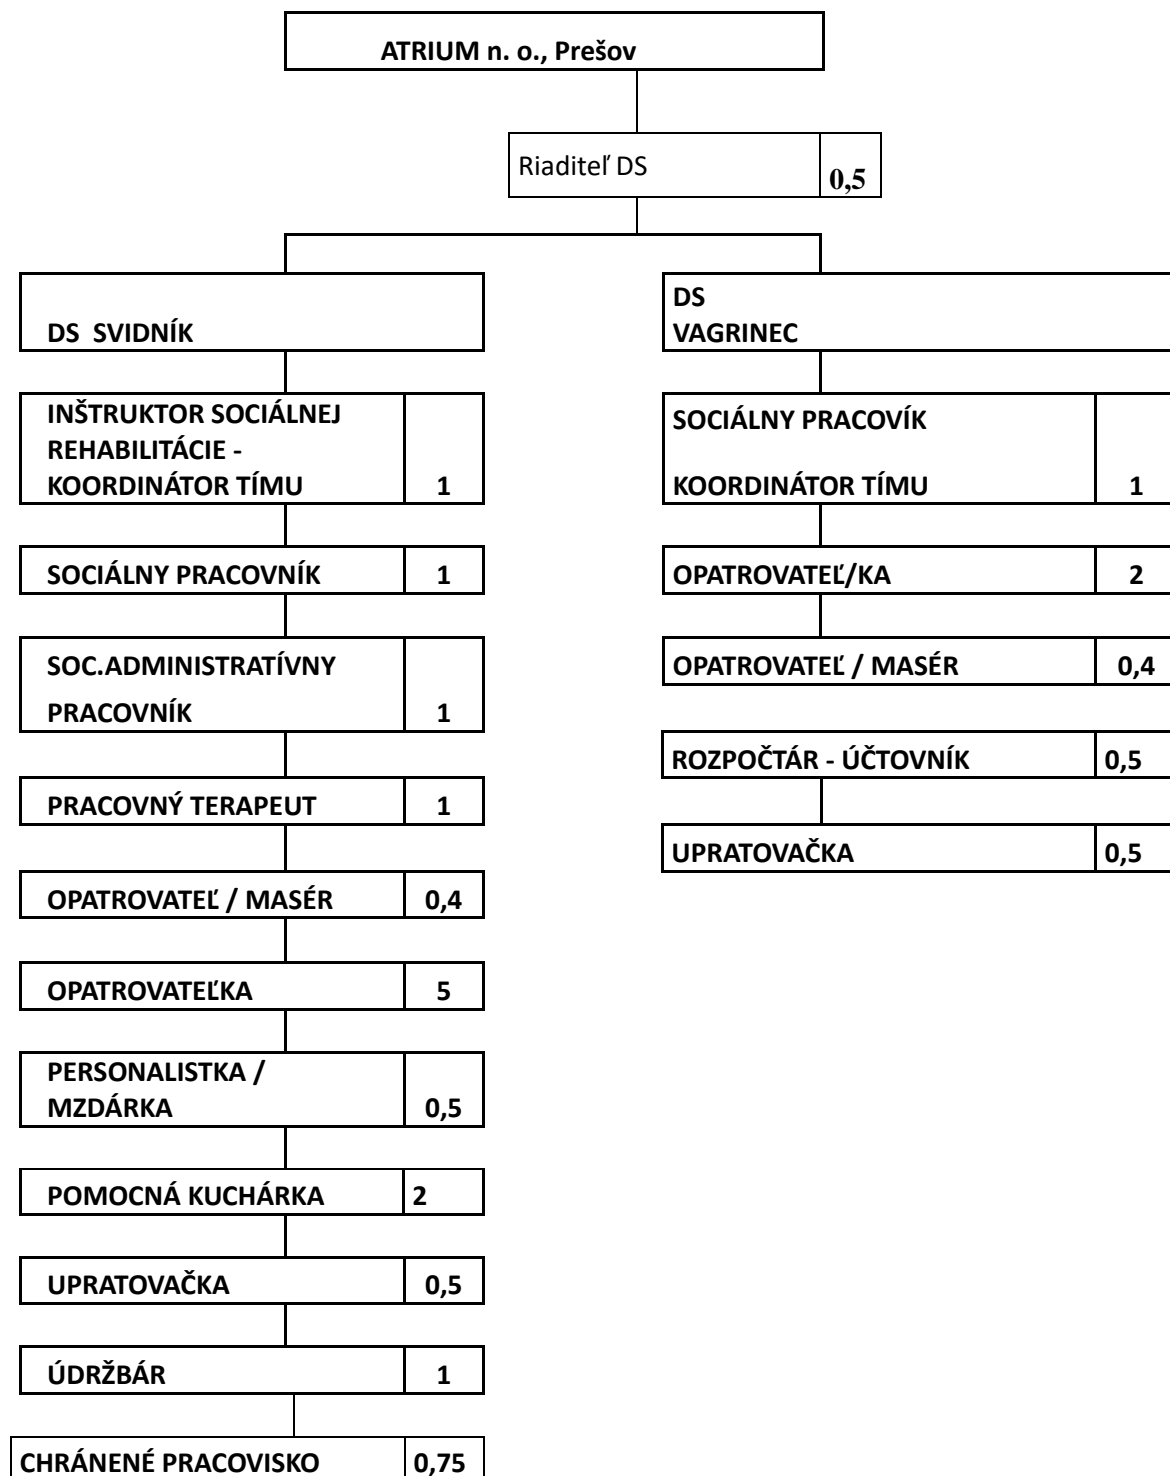 ATRIUM n. o., Prešov
Riaditeľ DS 0,5
DS SVIDNÍK
INŠTRUKTOR SOCIÁLNEJ
REHABILITÁCIE -
KOORDINÁTOR TÍMU 1
SOCIÁLNY PRACOVNÍK 1
SOC.ADMINISTRATÍVNY
PRACOVNÍK 1
PRACOVNÝ TERAPEUT 1
OPATROVATEĽ / MASÉR 0,4
OPATROVATEĽKA 5
PERSONALISTKA /
MZDÁRKA 0,5
POMOCNÁ KUCHÁRKA 2
UPRATOVAČKA 0,5
ÚDRŽBÁR 1
CHRÁNENÉ PRACOVISKO 0,75
DS
VAGRINEC
SOCIÁLNY PRACOVÍK
KOORDINÁTOR TÍMU 1
OPATROVATEĽ/KA 2
OPATROVATEĽ / MASÉR 0,4
ROZPOČTÁR - ÚČTOVNÍK 0,5
UPRATOVAČKA 0,5